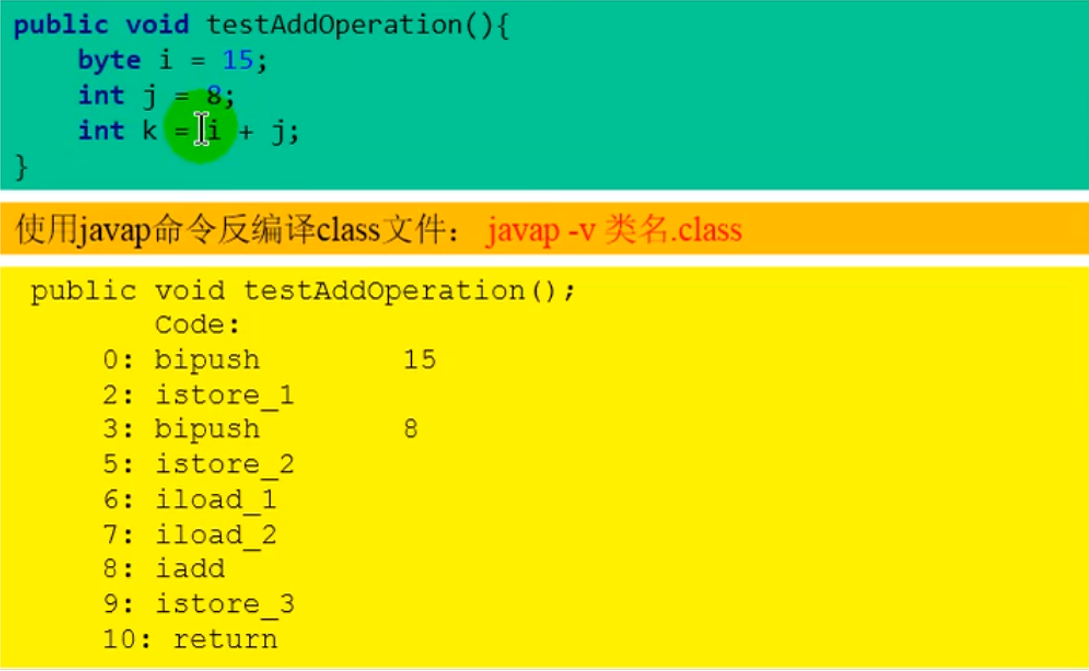 public void testAddOperation(){
byte i = 15;
int j = 8;
int k = i + j;
}
使用javap命令反编译class文件： javap -v 类名.class
public void testAddOperation();
Code:
0: bipush 15
2: istore_1
3: bipush 8
5: istore_2
6: iload_1
7: iload_2
8: iadd
9: istore_3
10: return